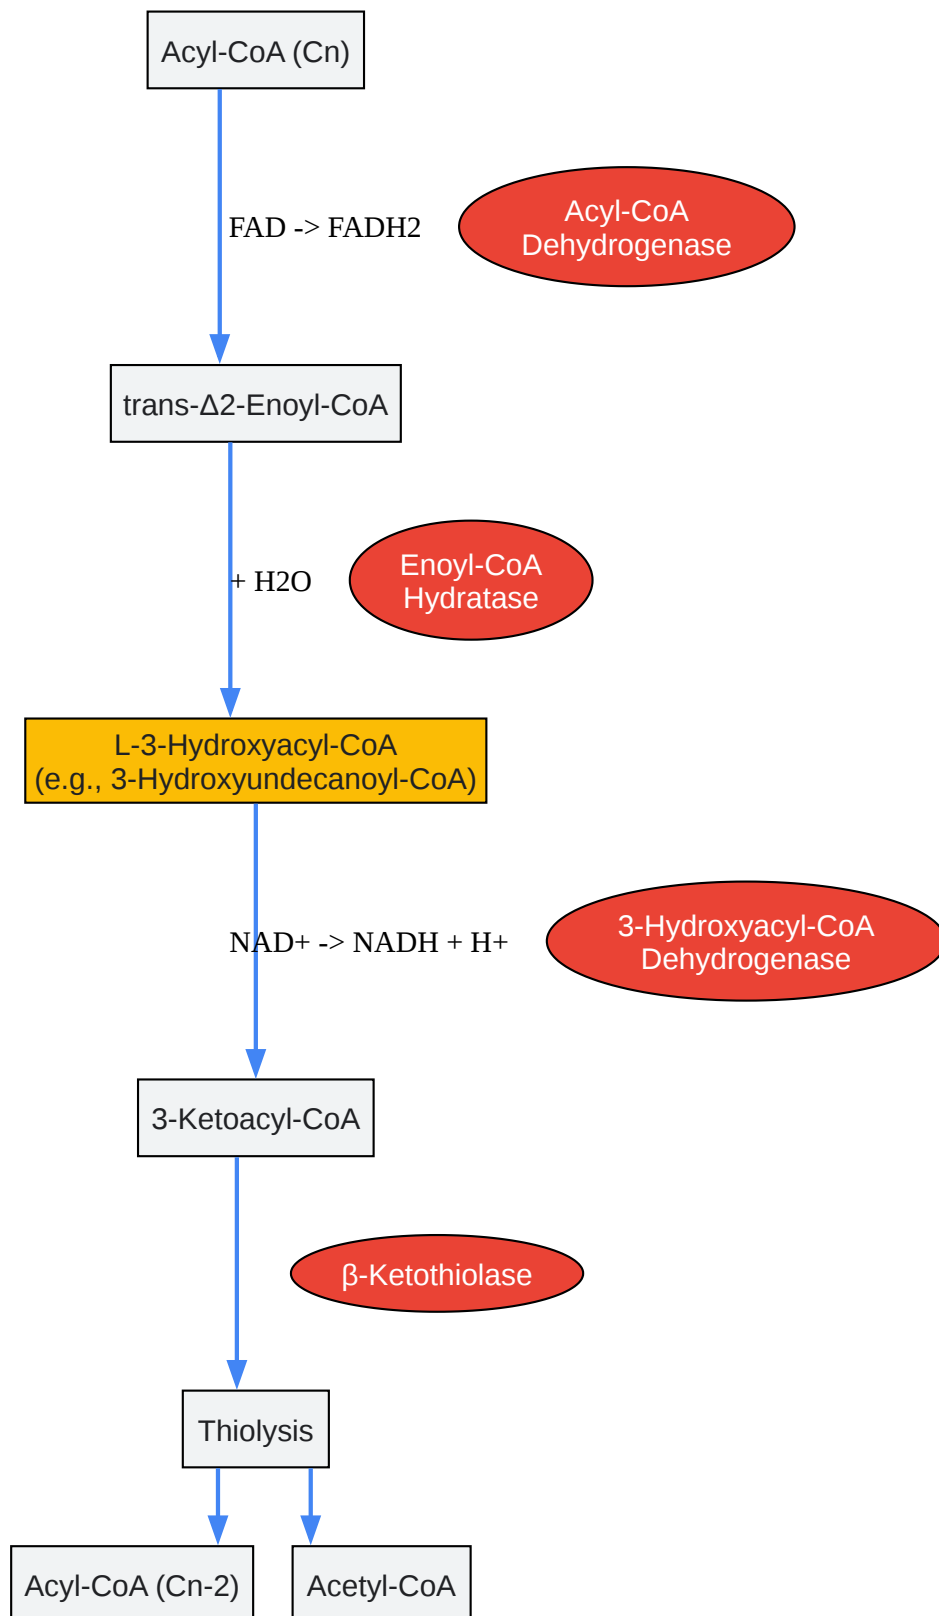 Acyl-CoA (Cn)
FAD -> FADH2
Acyl-CoA
Dehydrogenase
trans-Δ2-Enoyl-CoA
+ H2O
Enoyl-CoA
Hydratase
L-3-Hydroxyacyl-CoA
(e.g., 3-Hydroxyundecanoyl-CoA)
NAD+ -> NADH + H+
3-Hydroxyacyl-CoA
Dehydrogenase
3-Ketoacyl-CoA
β-Ketothiolase
Thiolysis
Acyl-CoA (Cn-2)
Acetyl-CoA